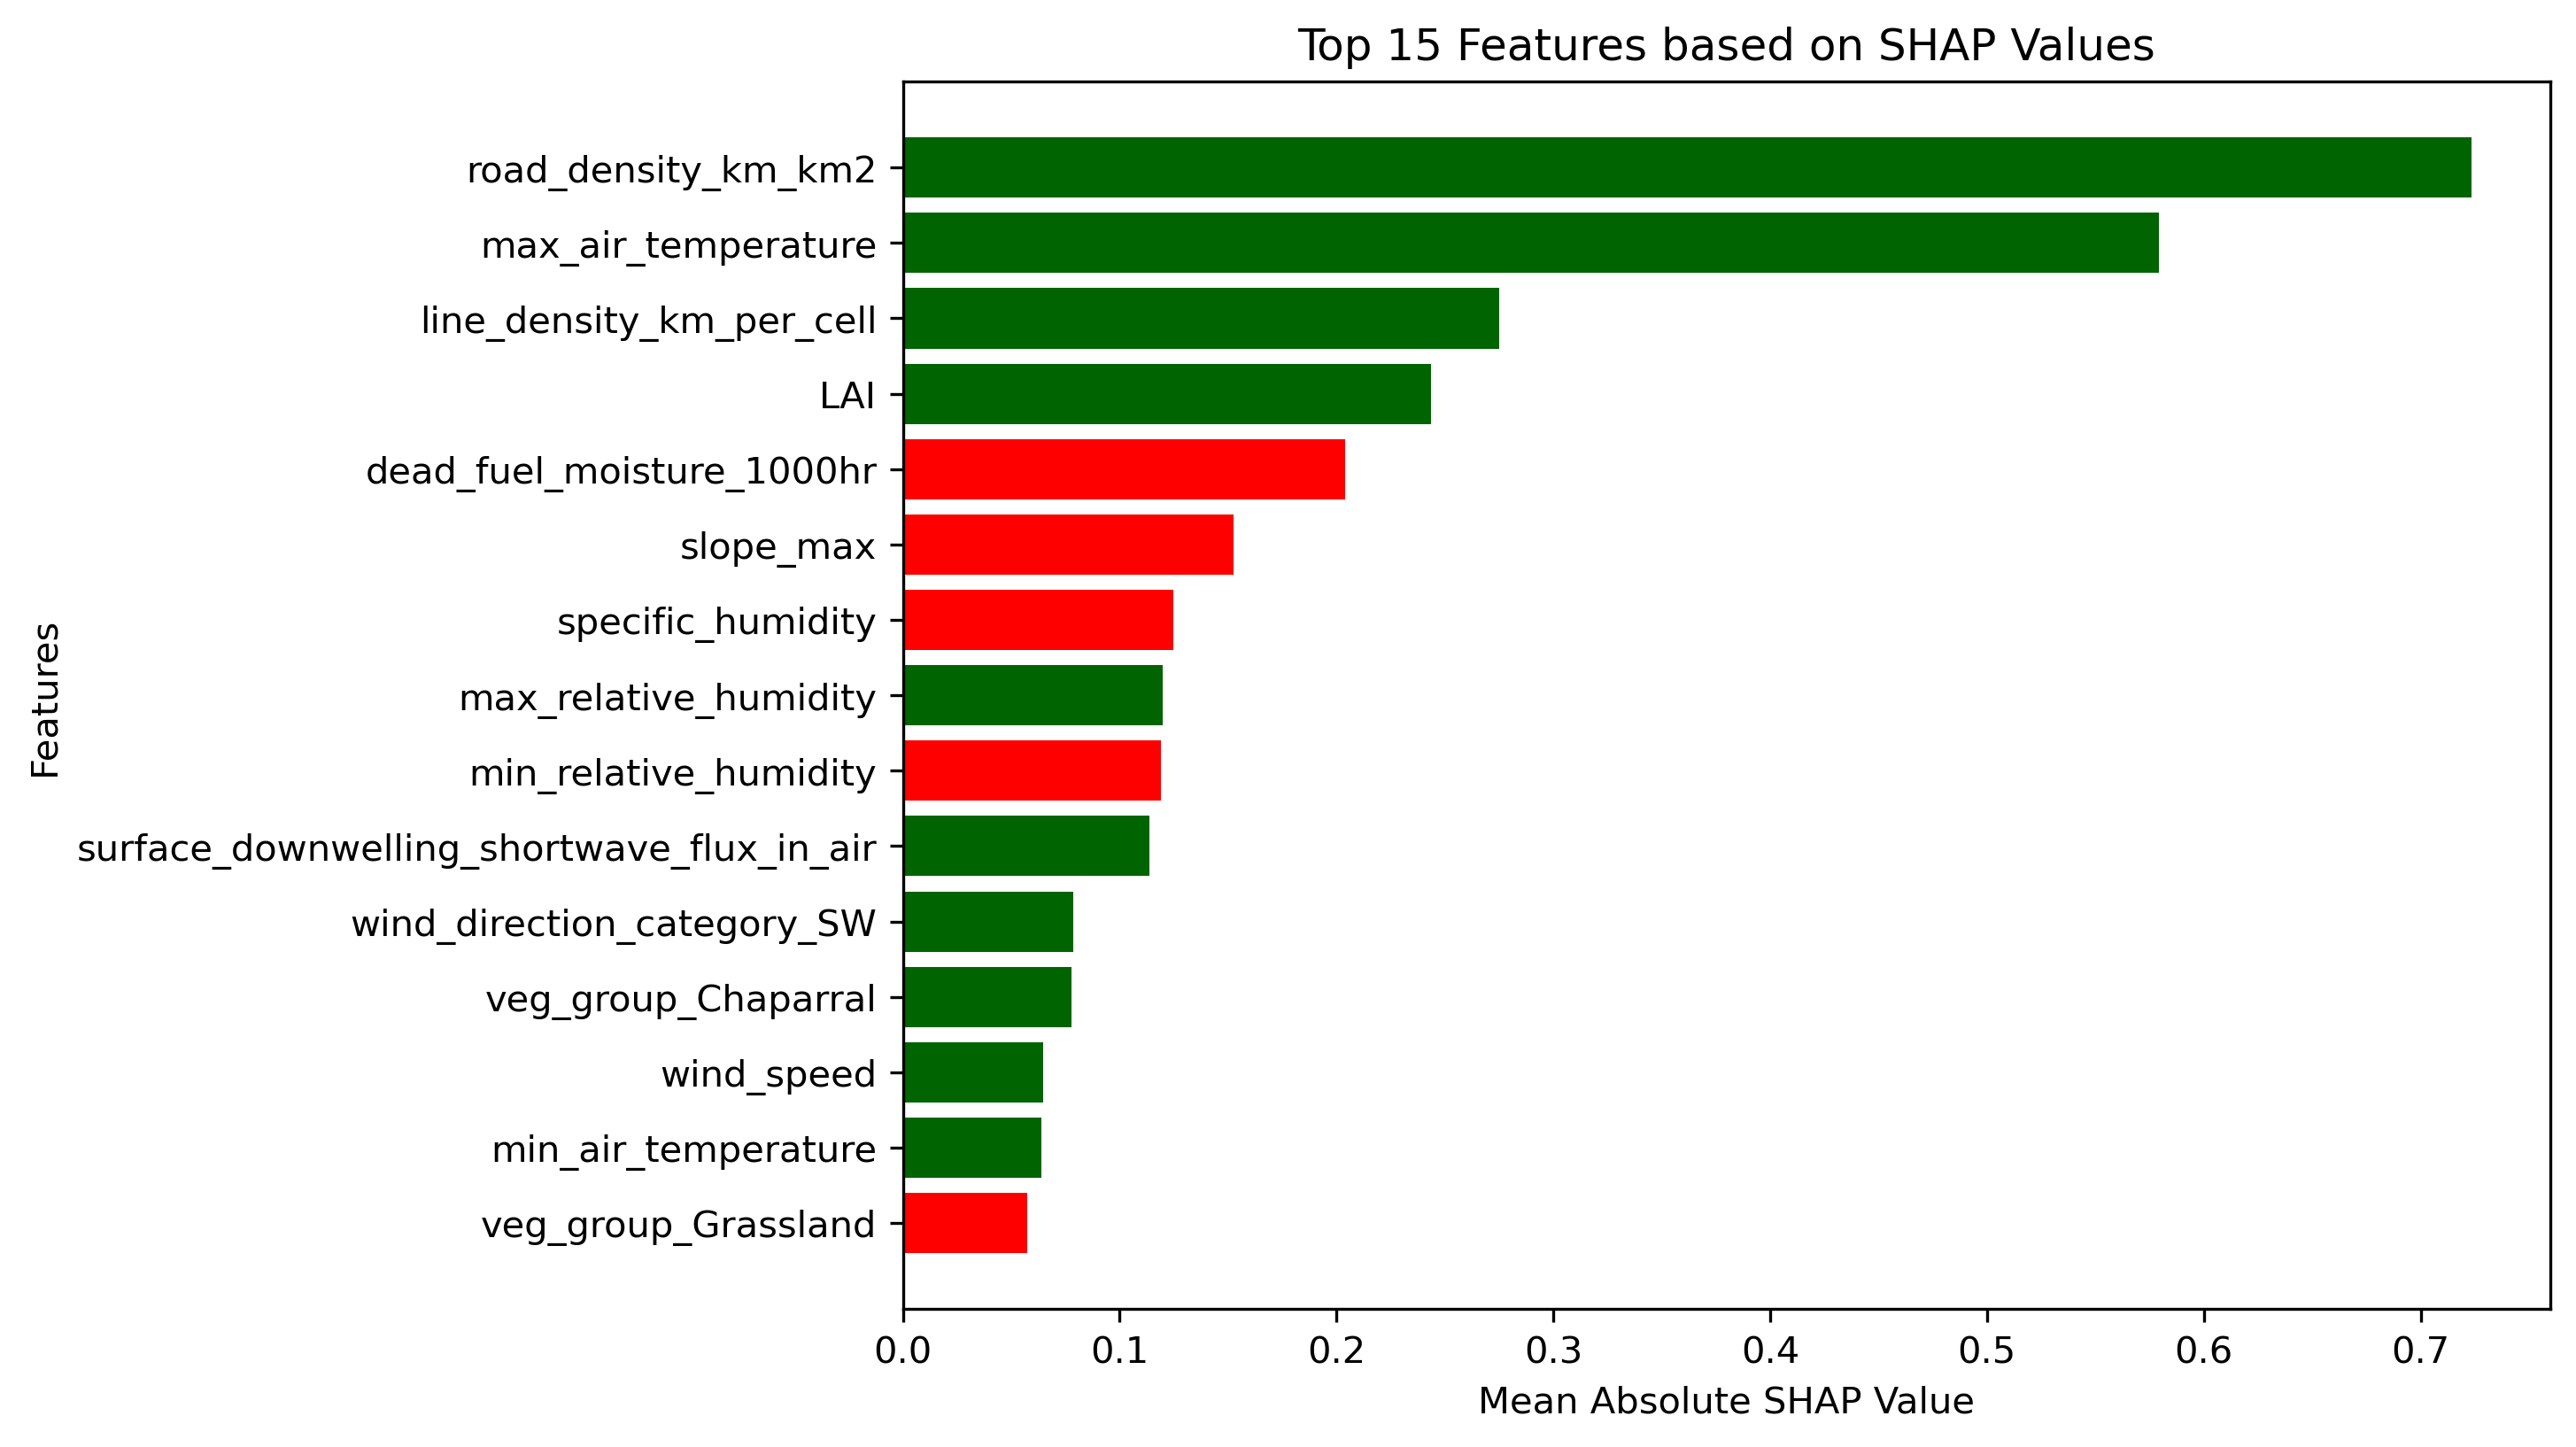 Top 15 Features based on SHAP Values
Features
road_density_km_km2
max_air_temperature
line_density_km_per_cell
LAI
dead_fuel_moisture_1000hr
slope_max
specific_humidity
max_relative_humidity
min_relative_humidity
surface_downwelling_shortwave_flux_in_air
wind_direction_category_SW
veg_group_Chaparral
wind_speed
min_air_temperature
veg_group_Grassland
0.0 0.1 0.2 0.3 0.4 0.5 0.6 0.7
Mean Absolute SHAP Value